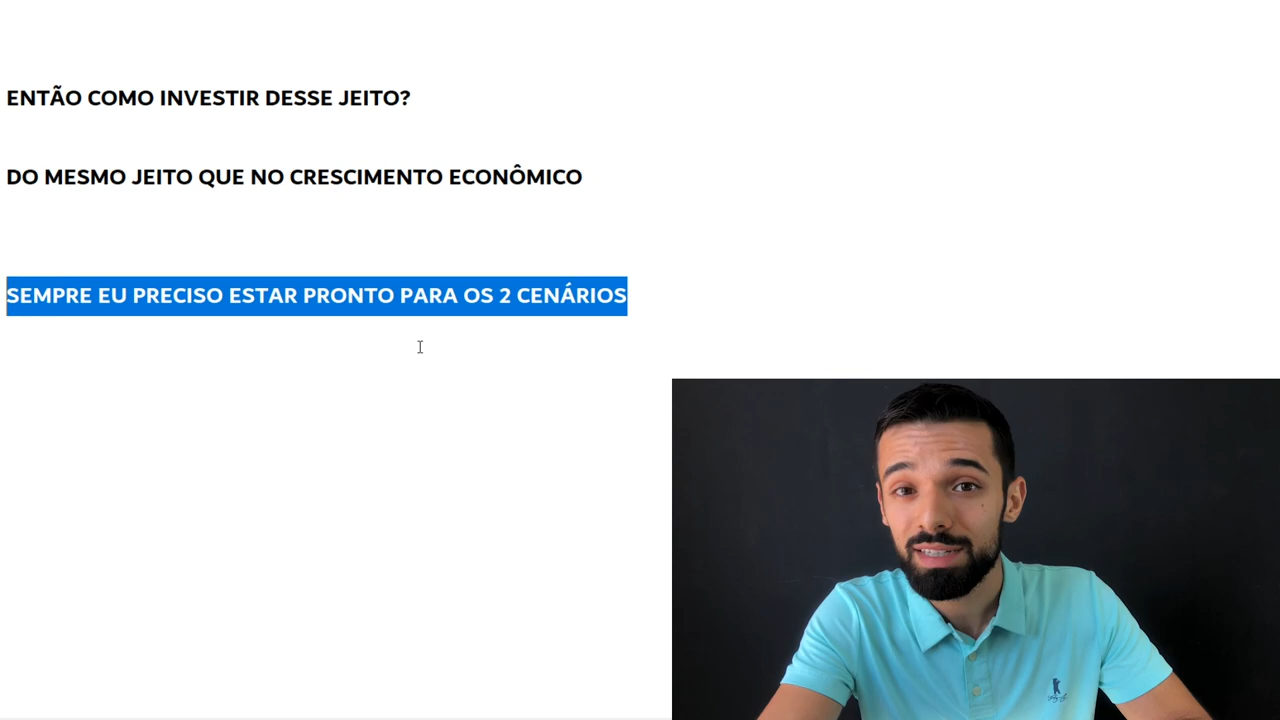 ENTÃO COMO INVESTIR DESSE JEITO?
DO MESMO JEITO QUE NO CRESCIMENTO ECONÔMICO
SEMPRE EU PRECISO ESTAR PRONTO PARA OS 2 CENÁRIOS